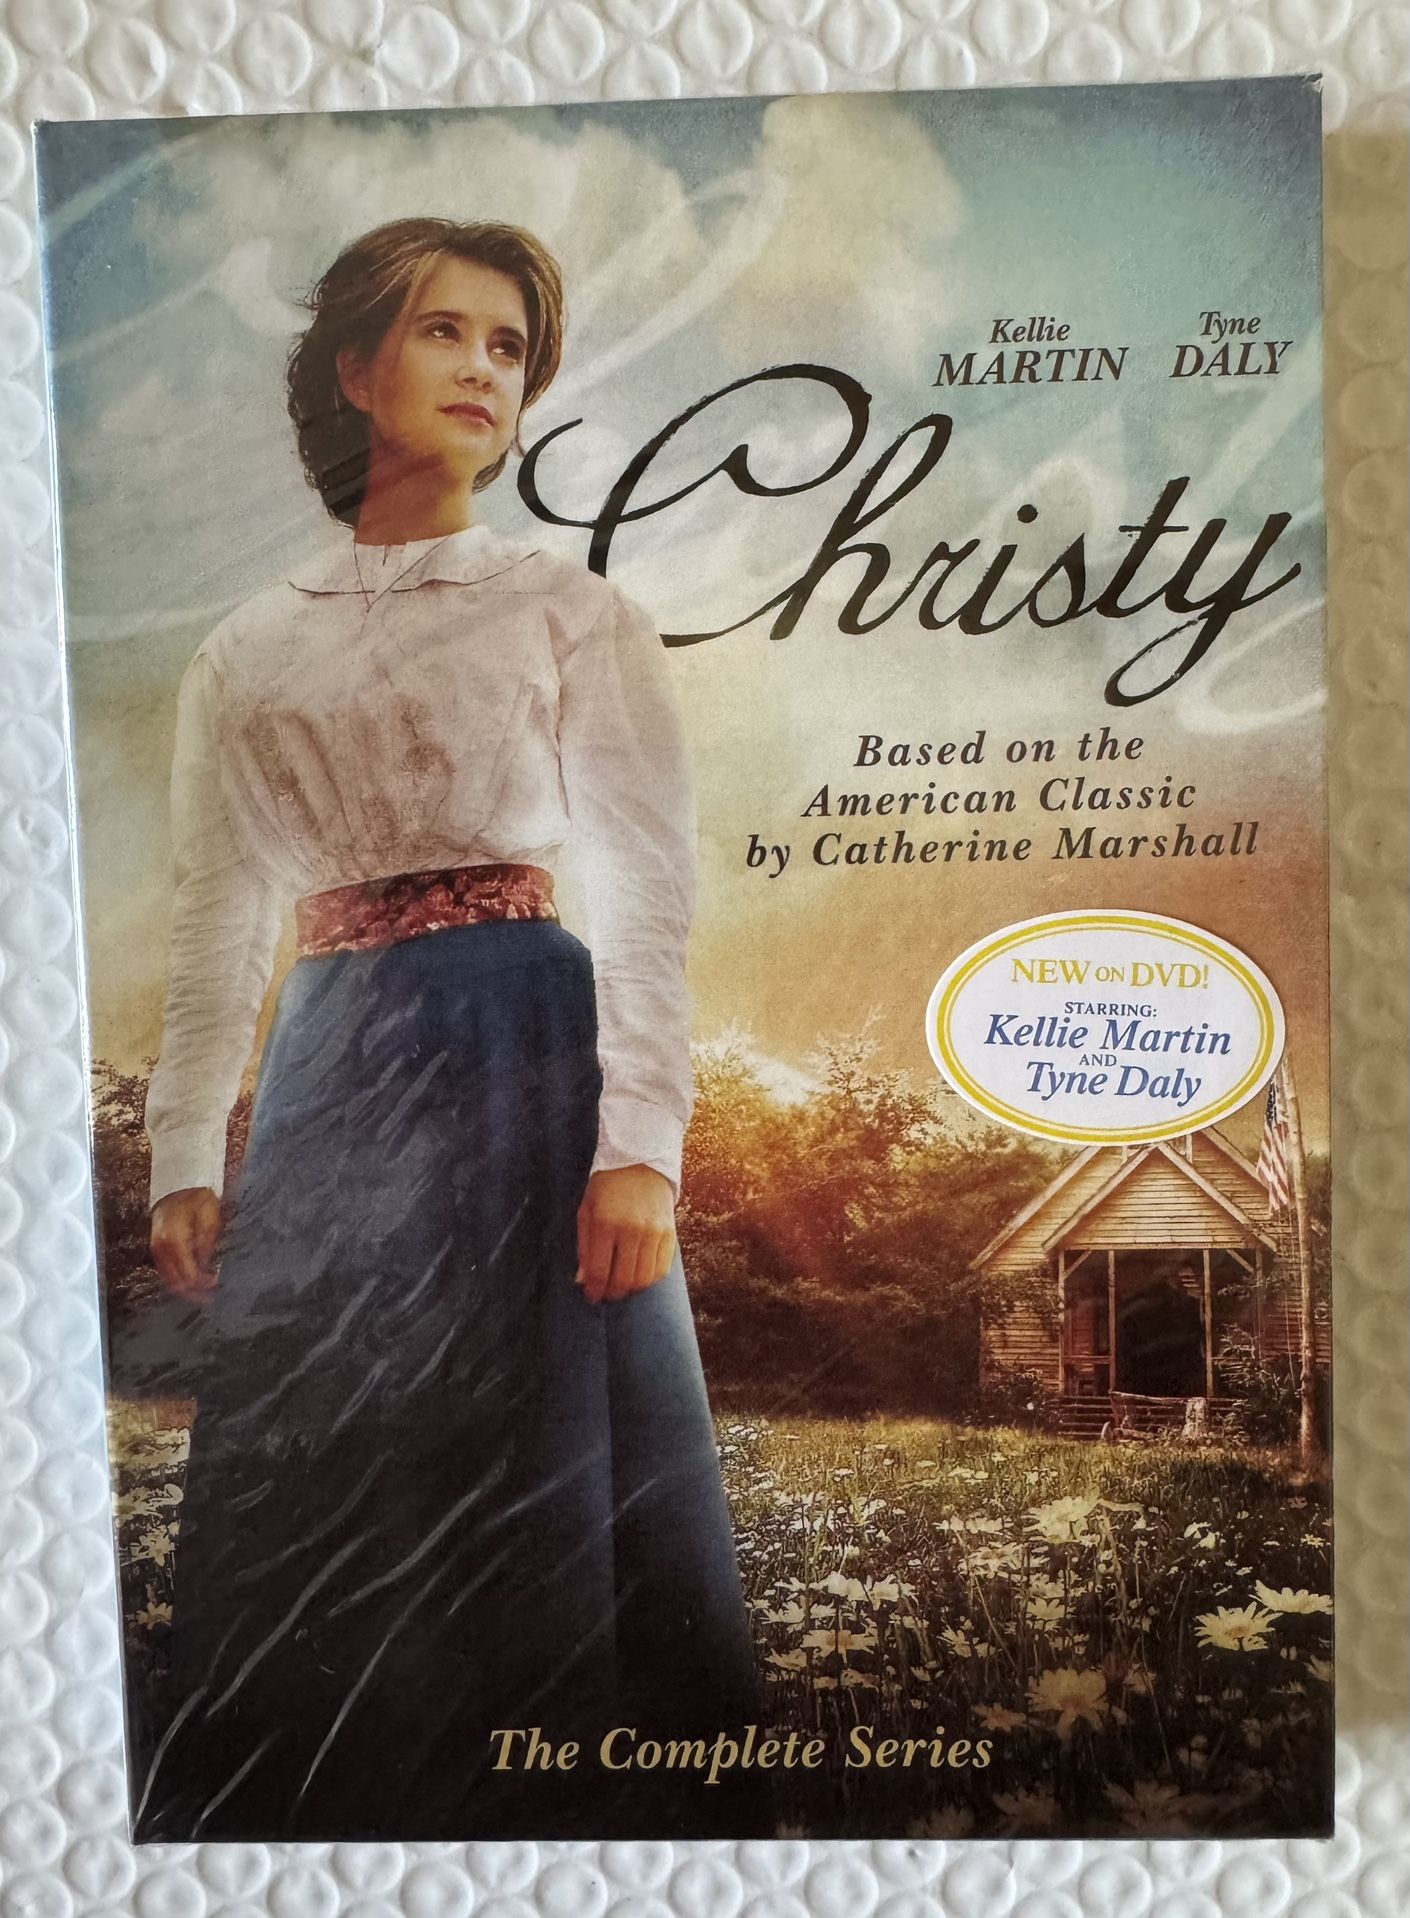 Kellie Tyne
MARTIN DALY
Christy
Based on the
American Classic
by Catherine Marshall
NEW ON DVD!
STARRING:
Kellie Martin
AND
Tyne Daly
The Complete Series